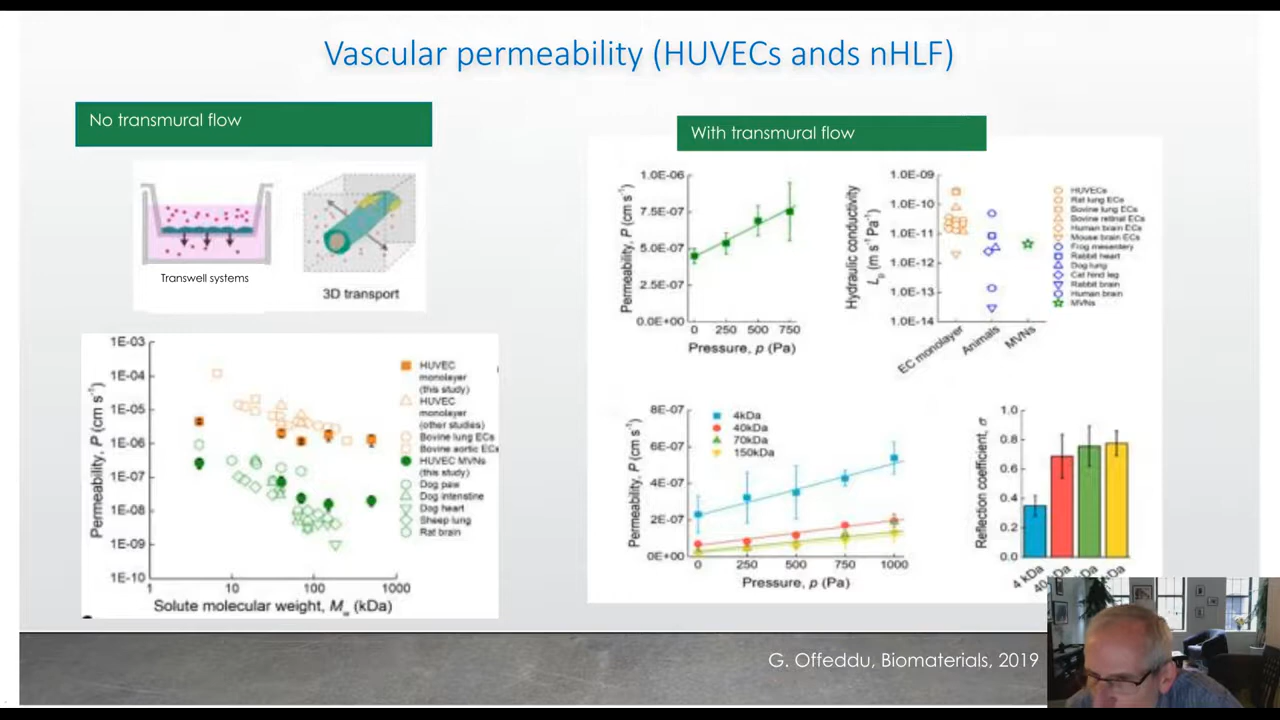 Vascular permeability (HUVECs ands nHLF)
No transmural flow
With transmural flow
Transwell systems
3D transport
1E-03
1E-04
1E-05
1E-06
1E-07
1E-08
1E-09
1E-10
Permeability, P (cm s⁻¹)
1
10
100
1000
Solute molecular weight, Mw (kDa)
HUVEC
monolayer
(this study)
HUVEC
monolayer
(other studies)
Bovine lung ECs
Bovine aortic ECs
HUVEC MVNs
(this study)
Dog paw
Dog intenstine
Dog heart
Sheep lung
Rat brain
1.0E-06
7.5E-07
5.0E-07
2.5E-07
0.0E+00
Permeability, P (cm s⁻¹)
0 250 500 750
Pressure, p (Pa)
1.0E-09
1.0E-10
1.0E-11
1.0E-12
1.0E-13
1.0E-14
Hydraulic conductivity
Lp (m s⁻¹ Pa⁻¹)
EC monolayer
Animals
MVNs
HUVECs
Rat lung ECs
Bovine lung ECs
Bovine retinal ECs
Human brain ECs
Mouse brain ECs
Frog mesentery
Rabbit heart
Dog lung
Cat hind leg
Rabbit brain
Human brain
MVNs
8E-07
6E-07
4E-07
2E-07
0E+00
Permeability, P (cm s⁻¹)
4kDa
40kDa
70kDa
150kDa
0 250 500 750 1000
Pressure, p (Pa)
1.0
0.8
0.6
0.4
0.2
0.0
Reflection coefficient, σ
4 kDa
G. Offeddu, Biomaterials, 2019